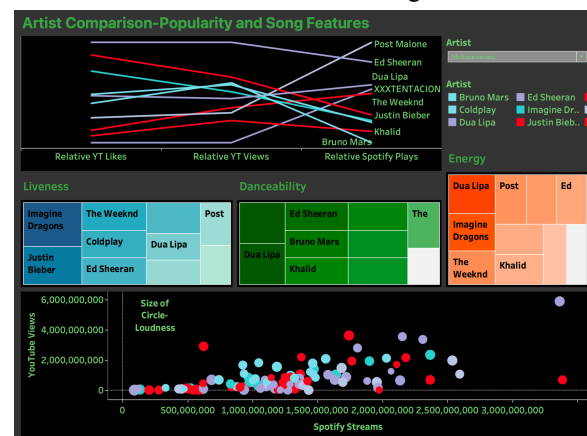 Artist Comparison-Popularity and Song Features
Post Malone
Ed Sheeran
Dua Lipa
XXXTENTACION
The Weeknd
Justin Bieber
Khalid
Bruno Mars
Relative YT Likes
Relative YT Views
Relative Spotify Plays
Artist
Artist
Bruno Mars
Ed Sheeran
Coldplay
Imagine Dr...
Dua Lipa
Justin Bieb..
Energy
Dua Lipa
Post
Ed
Imagine
Dragons
The
Weeknd
Khalid
Liveness
Imagine
Dragons
The Weeknd
Post
Coldplay
Dua Lipa
Justin
Bieber
Ed Sheeran
Danceability
Ed Sheeran
The
Dua Lipa
Bruno Mars
Khalid
Size of
Circle-
Loudness
YouTube Views
6,000,000,000
4,000,000,000
2,000,000,000
0
0
500,000,000
1,000,000,000
1,500,000,000
2,000,000,000
2,500,000,000
3,000,000,000
Spotify Streams